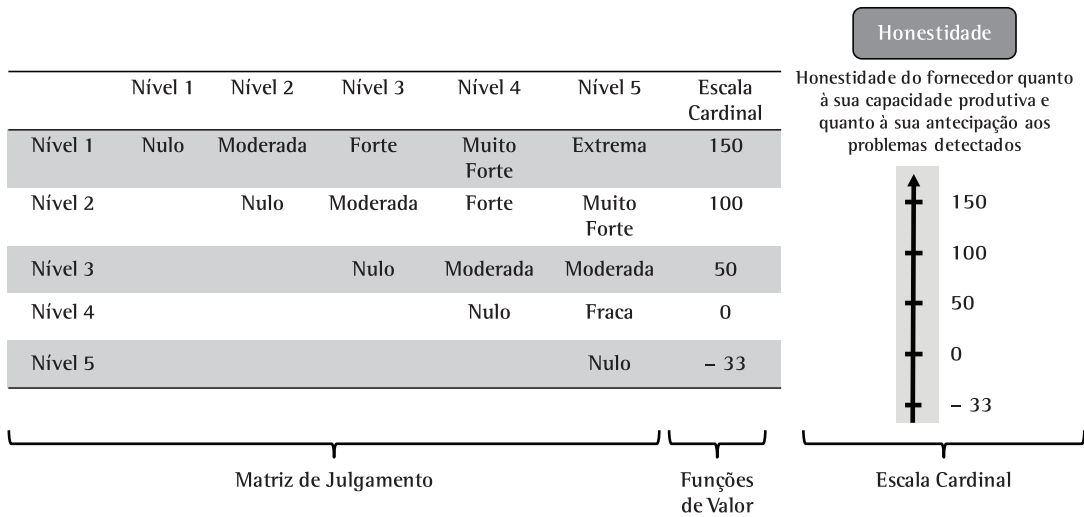 Honestidade
Honestidade do fornecedor quanto
à sua capacidade produtiva e
quanto à sua antecipação aos
problemas detectados
Nível 1 Nível 2 Nível 3 Nível 4 Nível 5 Escala
Cardinal
Nível 1 Nulo Moderada Forte Muito
Forte Extrema 150
Nível 2 Nulo Moderada Forte Muito
Forte 100
Nível 3 Nulo Moderada Moderada 50
Nível 4 Nulo Fraca 0
Nível 5 Nulo – 33
150
100
50
0
– 33
Matriz de Julgamento
Funções
de Valor
Escala Cardinal